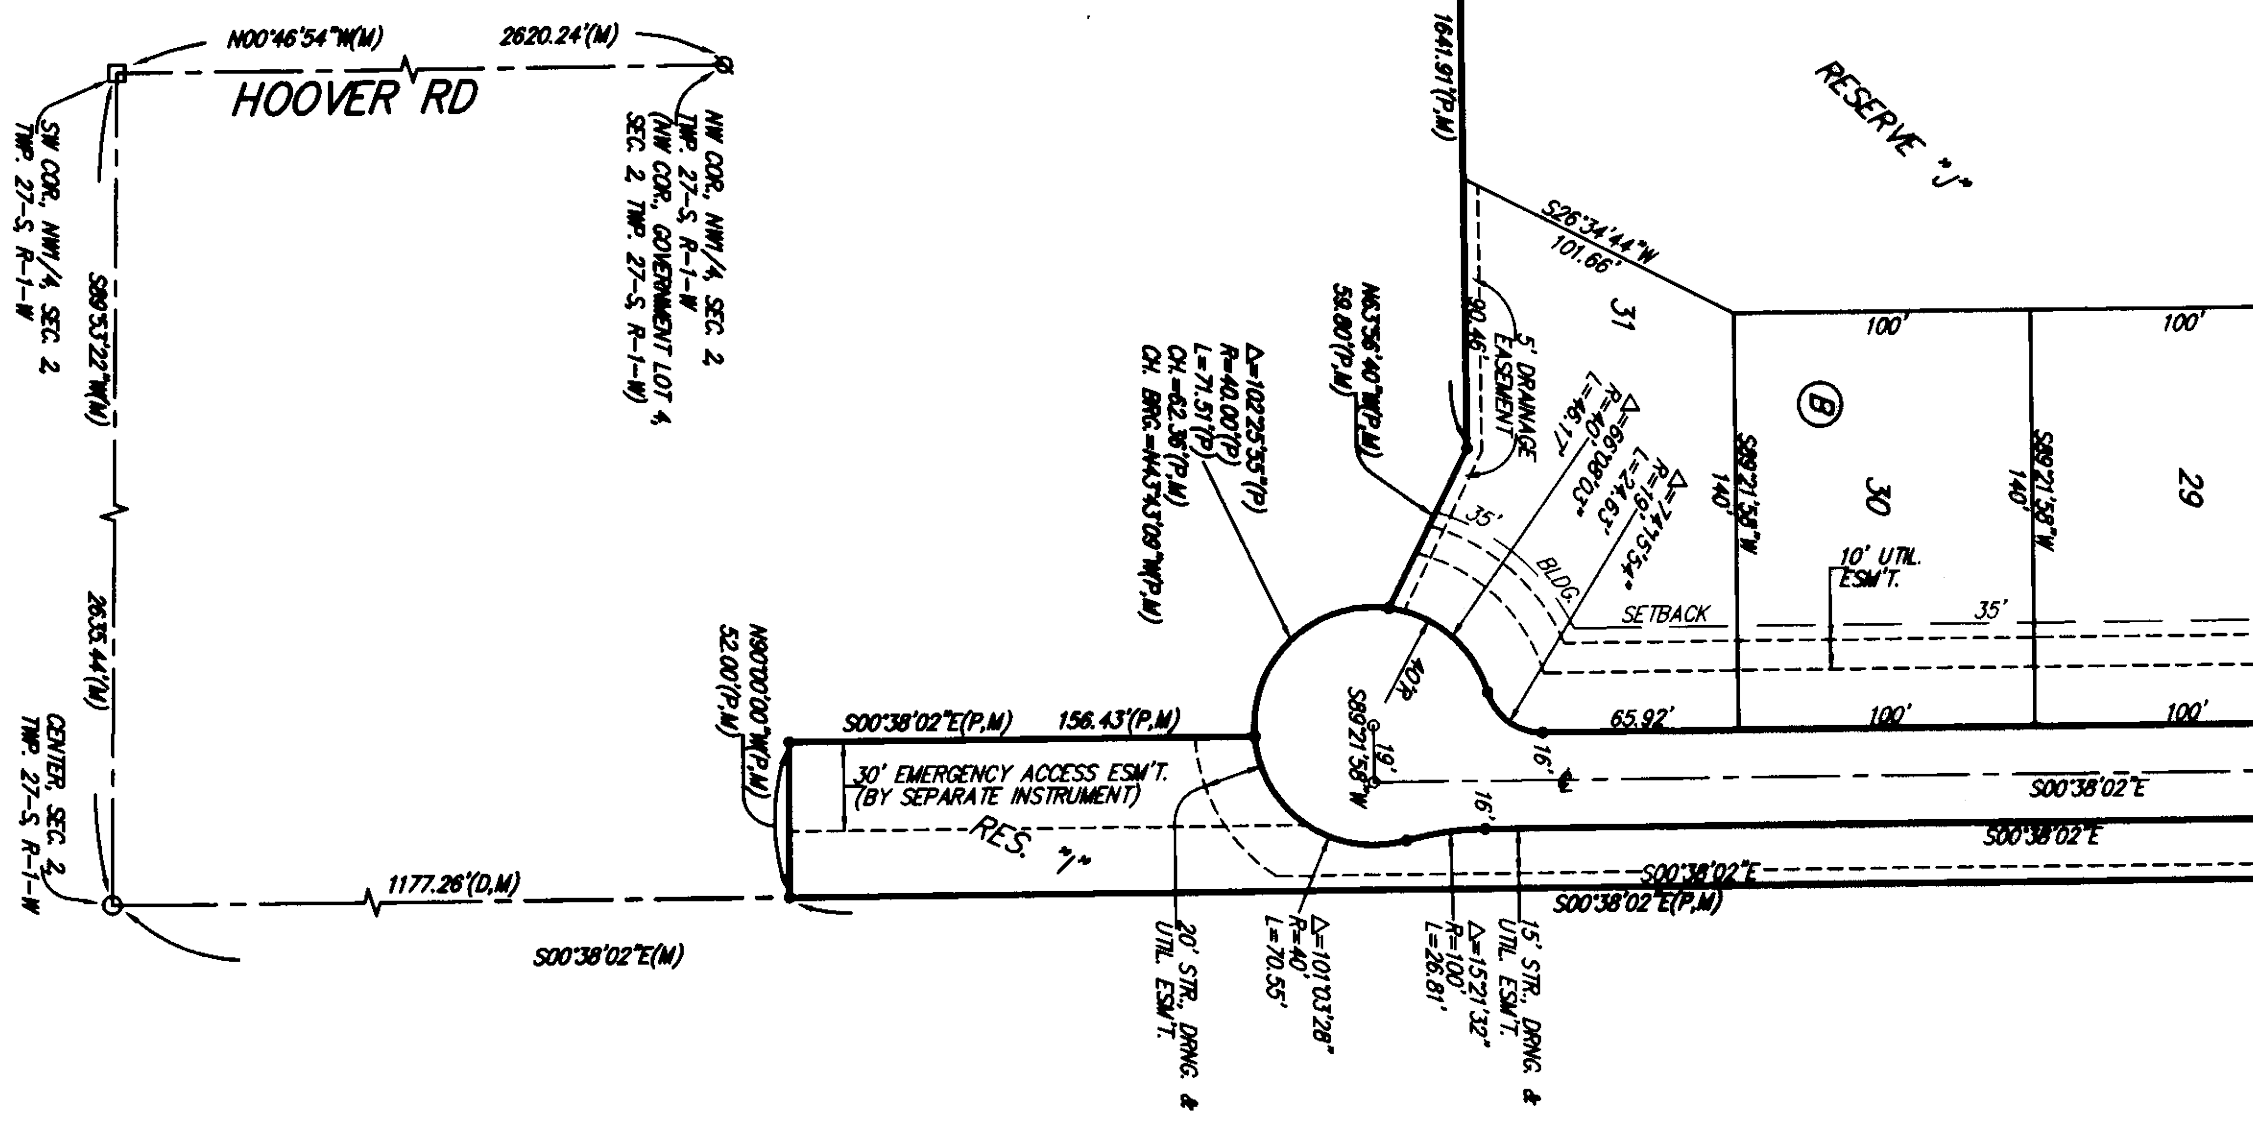 N00°46'54"W(M)
2620.24'(M)
HOOVER RD
SW COR., NW1/4, SEC. 2,
TWP. 27-S, R-1-W
NW COR., NW1/4, SEC. 2,
TWP. 27-S, R-1-W
(NW COR., GOVERNMENT LOT 4,
SEC. 2, TWP. 27-S, R-1-W)
S89°53'22"W(M)
2635.44'(M)
CENTER, SEC. 2,
TWP. 27-S, R-1-W
1177.26'(D,M)
S00°38'02"E(M)
N90°00'00"W(P,M)
52.00'(P,M)
S00°38'02"E(P,M)
156.43'(P,M)
30' EMERGENCY ACCESS ESM'T.
(BY SEPARATE INSTRUMENT)
RES. "I"
1641.91'(P,M)
RESERVE "J"
S26°34'44"W
101.66'
31
90.46'
5' DRAINAGE
EASEMENT
N63°56'40"W(P,M)
59.80'(P,M)
Δ=102°25'55"(P)
R=40.00'(P)
L=71.51'(P)
CH.=62.36'(P,M)
CH. BRG.=N43°43'09"W(P,M)
Δ=66°08'03"
R=40'
L=46.17'
Δ=74°15'54"
R=19'
L=24.63'
35'
BLDG.
SETBACK
35'
100'
100'
B
30
29
S89°21'58"W
140'
S89°21'58"W
140'
10' UTIL.
ESM'T.
40'R
S89°21'58"W
19'
16'
16'
65.92'
100'
100'
S00°38'02"E
S00°38'02"E
S00°38'02"E
S00°38'02"E(P,M)
20' STR., DRNG. &
UTIL. ESM'T.
Δ=101°03'28"
R=40'
L=70.55'
Δ=15°21'32"
R=100'
L=26.81'
15' STR., DRNG. &
UTIL. ESM'T.